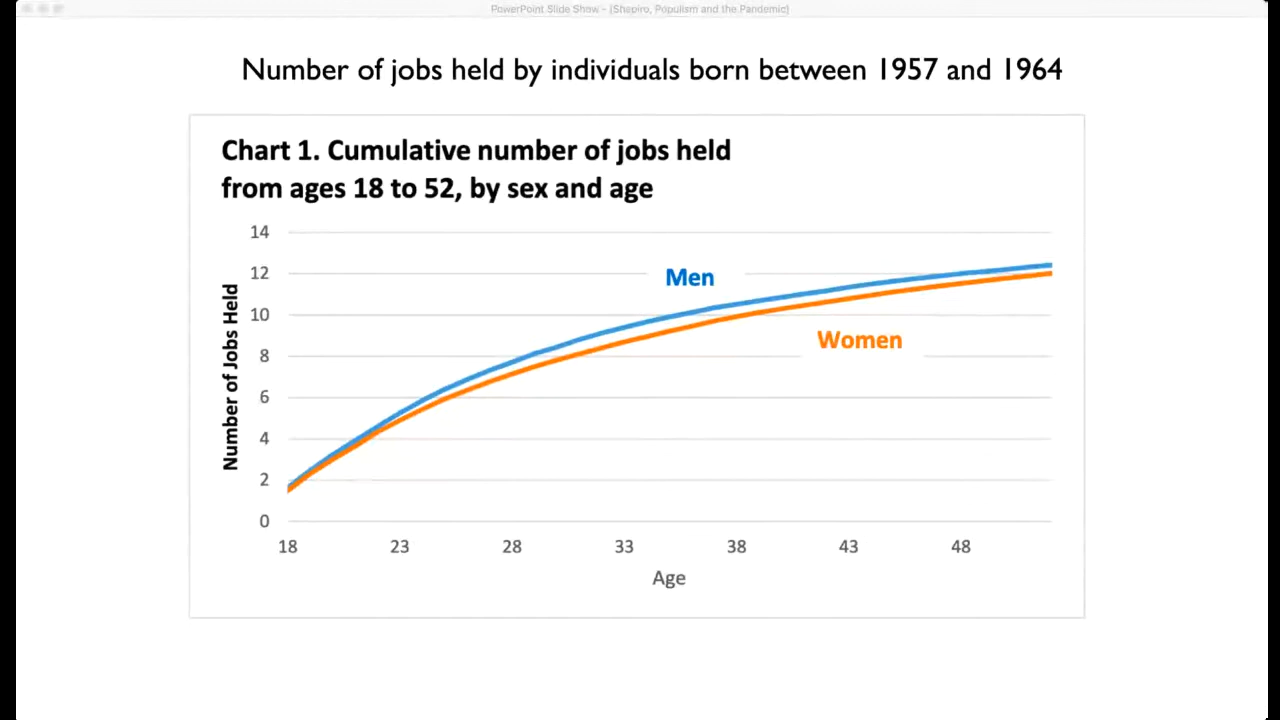 PowerPoint Slide Show - [Shapiro, Populism and the Pandemic]
Number of jobs held by individuals born between 1957 and 1964
Chart 1. Cumulative number of jobs held
from ages 18 to 52, by sex and age
14
12
10
8
6
4
2
0
Number of Jobs Held
Men
Women
18 23 28 33 38 43 48
Age